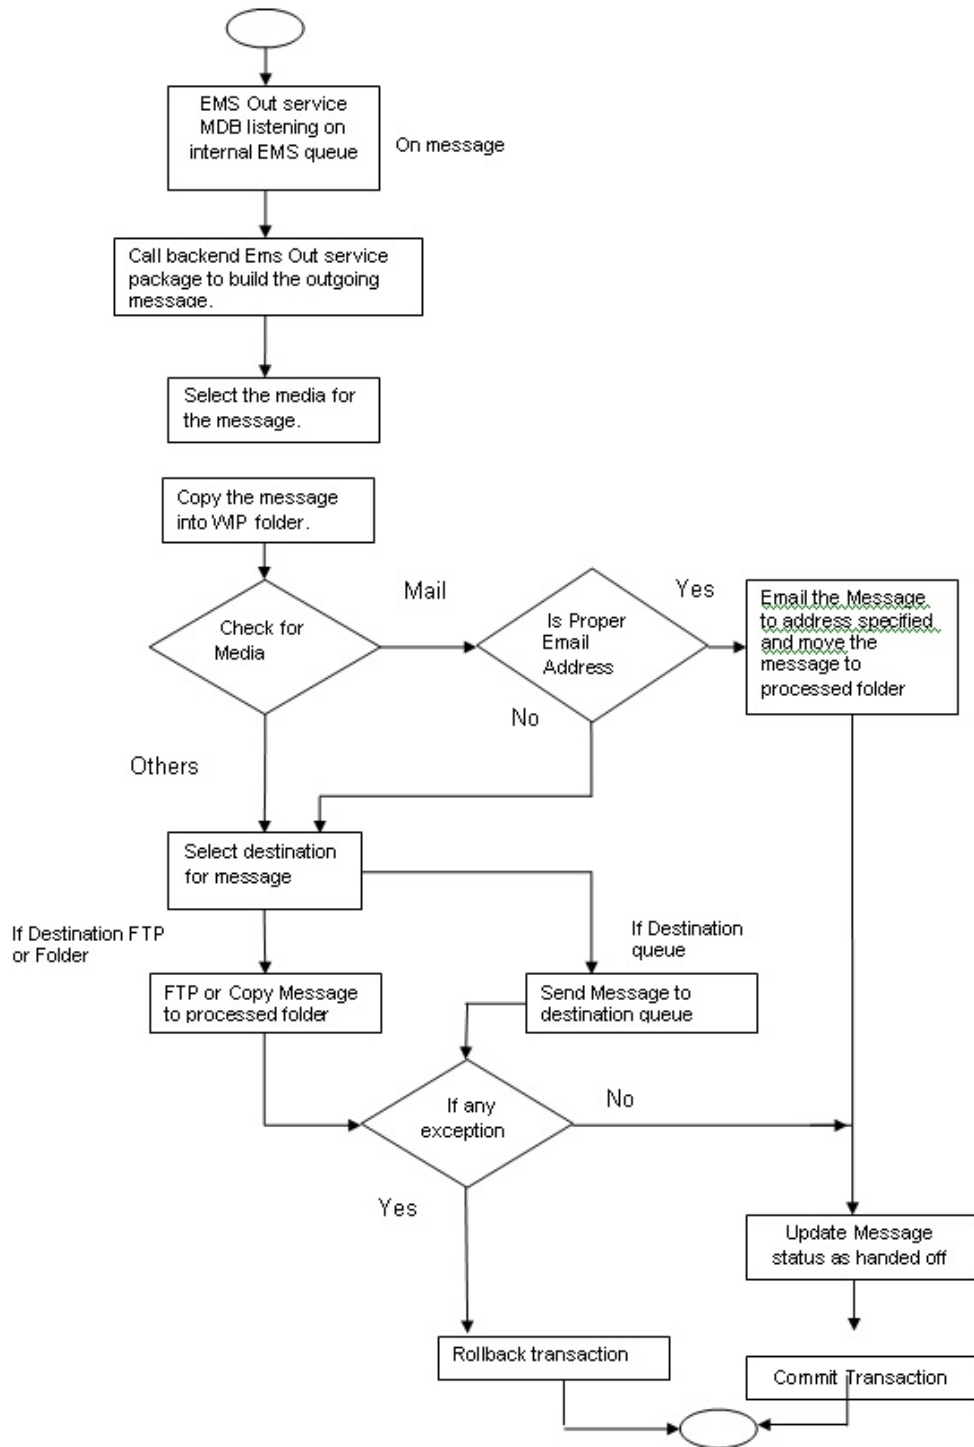 EMS Out service
MDB listening on
internal EMS queue
On message
Call backend Ems Out service
package to build the outgoing
message.
Select the media for
the message.
Copy the message
into WIP folder.
Check for
Media
Mail
Is Proper
Email
Address
Yes
Email the Message
to address specified
and move the
message to
processed folder
No
Others
Select destination
for message
If Destination FTP
or Folder
If Destination
queue
FTP or Copy Message
to processed folder
Send Message to
destination queue
If any
exception
No
Yes
Update Message
status as handed off
Rollback transaction
Commit Transaction